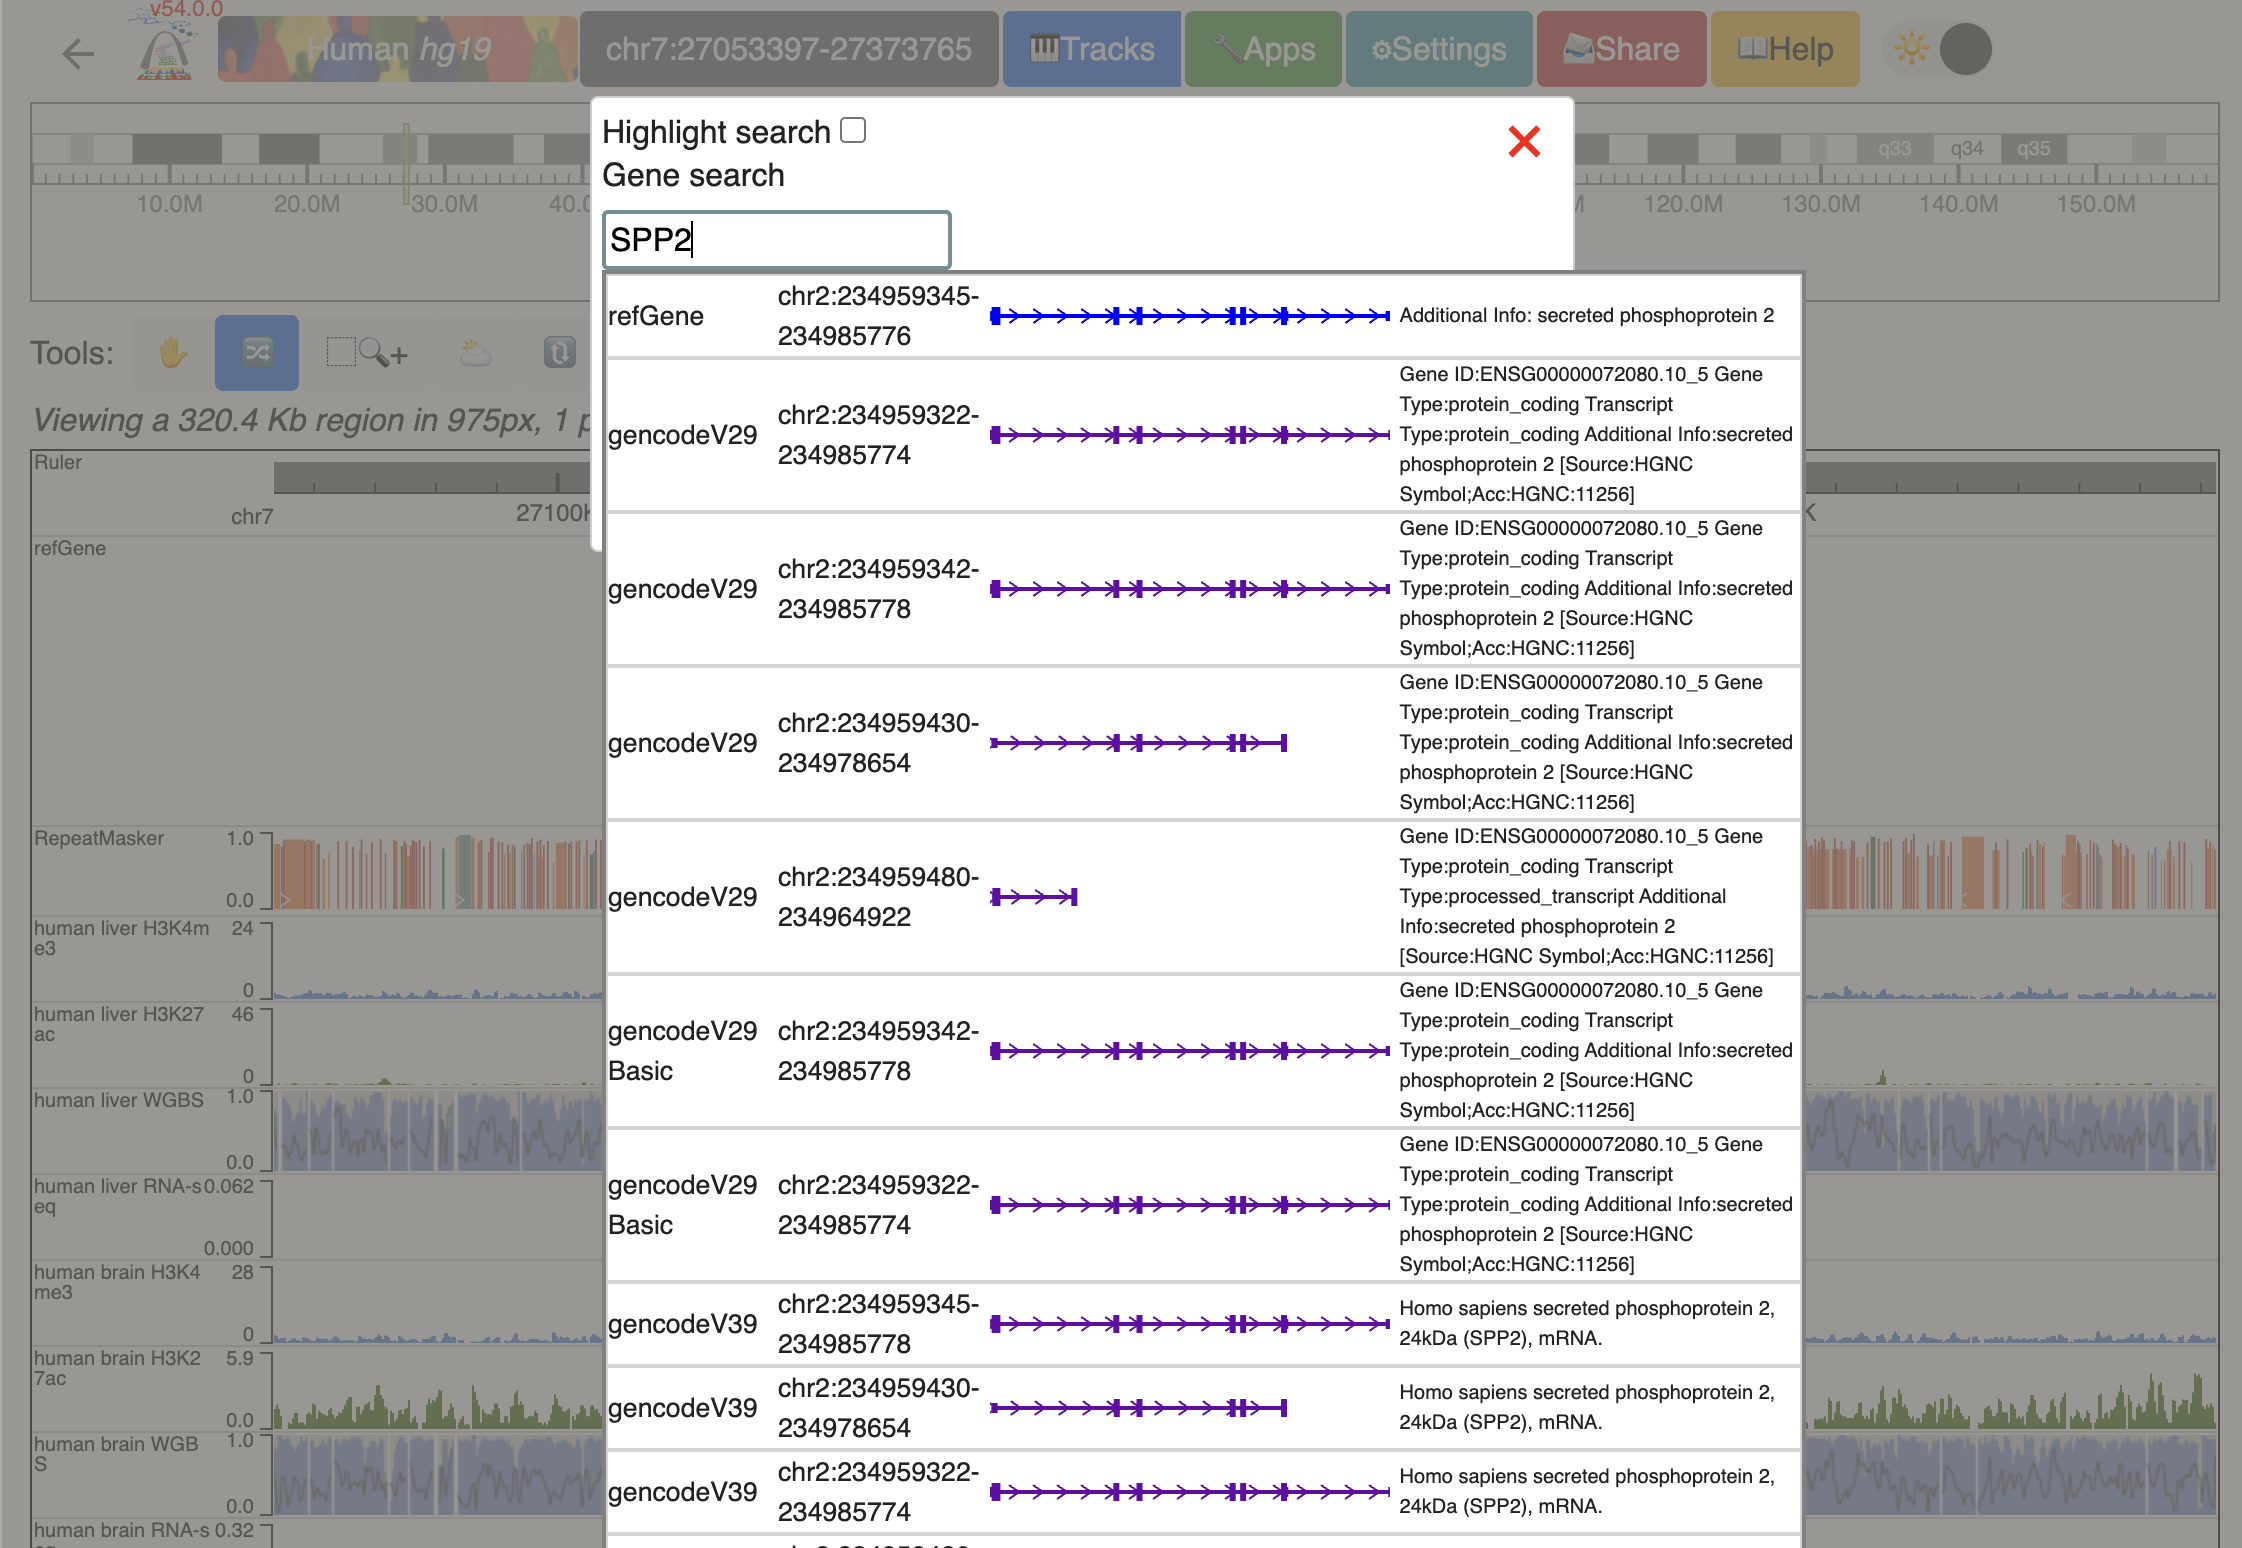 v54.0.0
Human hg19
chr7:27053397-27373765
Tracks
Apps
Settings
Share
Help
Highlight search
Gene search
SPP2
q33
q34
q35
10.0M
20.0M
30.0M
120.0M
130.0M
140.0M
150.0M
Tools:
Viewing a 320.4 Kb region in 975px, 1
Ruler
chr7
27100K
K
refGene
RepeatMasker
1.0
0.0
human liver H3K4m
e3
24
0
human liver H3K27
ac
46
0
human liver WGBS
1.0
0.0
human liver RNA-s
eq
0.062
0.000
human brain H3K4
me3
28
0
human brain H3K2
7ac
5.9
0.0
human brain WGB
S
1.0
0.0
human brain RNA-s
0.32
refGene
chr2:234959345-
234985776
Additional Info: secreted phosphoprotein 2
gencodeV29
chr2:234959322-
234985774
Gene ID:ENSG00000072080.10_5 Gene
Type:protein_coding Transcript
Type:protein_coding Additional Info:secreted
phosphoprotein 2 [Source:HGNC
Symbol;Acc:HGNC:11256]
gencodeV29
chr2:234959342-
234985778
Gene ID:ENSG00000072080.10_5 Gene
Type:protein_coding Transcript
Type:protein_coding Additional Info:secreted
phosphoprotein 2 [Source:HGNC
Symbol;Acc:HGNC:11256]
gencodeV29
chr2:234959430-
234978654
Gene ID:ENSG00000072080.10_5 Gene
Type:protein_coding Transcript
Type:protein_coding Additional Info:secreted
phosphoprotein 2 [Source:HGNC
Symbol;Acc:HGNC:11256]
gencodeV29
chr2:234959480-
234964922
Gene ID:ENSG00000072080.10_5 Gene
Type:protein_coding Transcript
Type:processed_transcript Additional
Info:secreted phosphoprotein 2
[Source:HGNC Symbol;Acc:HGNC:11256]
gencodeV29
Basic
chr2:234959342-
234985778
Gene ID:ENSG00000072080.10_5 Gene
Type:protein_coding Transcript
Type:protein_coding Additional Info:secreted
phosphoprotein 2 [Source:HGNC
Symbol;Acc:HGNC:11256]
gencodeV29
Basic
chr2:234959322-
234985774
Gene ID:ENSG00000072080.10_5 Gene
Type:protein_coding Transcript
Type:protein_coding Additional Info:secreted
phosphoprotein 2 [Source:HGNC
Symbol;Acc:HGNC:11256]
gencodeV39
chr2:234959345-
234985778
Homo sapiens secreted phosphoprotein 2,
24kDa (SPP2), mRNA.
gencodeV39
chr2:234959430-
234978654
Homo sapiens secreted phosphoprotein 2,
24kDa (SPP2), mRNA.
gencodeV39
chr2:234959322-
234985774
Homo sapiens secreted phosphoprotein 2,
24kDa (SPP2), mRNA.